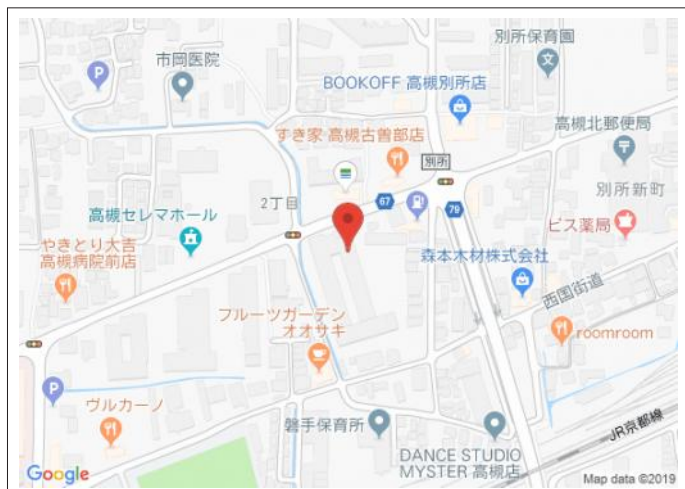 別所保育園
市岡医院
P
BOOKOFF 高槻別所店
高槻北郵便局
すき家 高槻古曽部店
別所
2丁目
67
79
別所新町
高槻セレマホール
ビス薬局
やきとり大吉
高槻病院前店
森本木材株式会社
西国街道
フルーツガーデン
オオサキ
roomroom
P
ヴルカーノ
磐手保育所
JR京都線
DANCE STUDIO
MYSTER 高槻店
Google
Map data ©2019